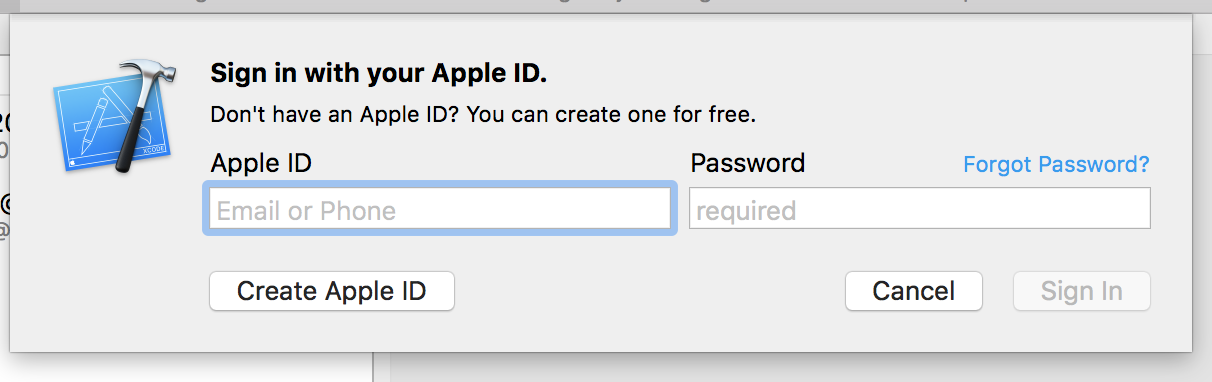 Sign in with your Apple ID.
Don't have an Apple ID? You can create one for free.
Apple ID
Password
Forgot Password?
Email or Phone
required
Create Apple ID
Cancel
Sign In
XCODE